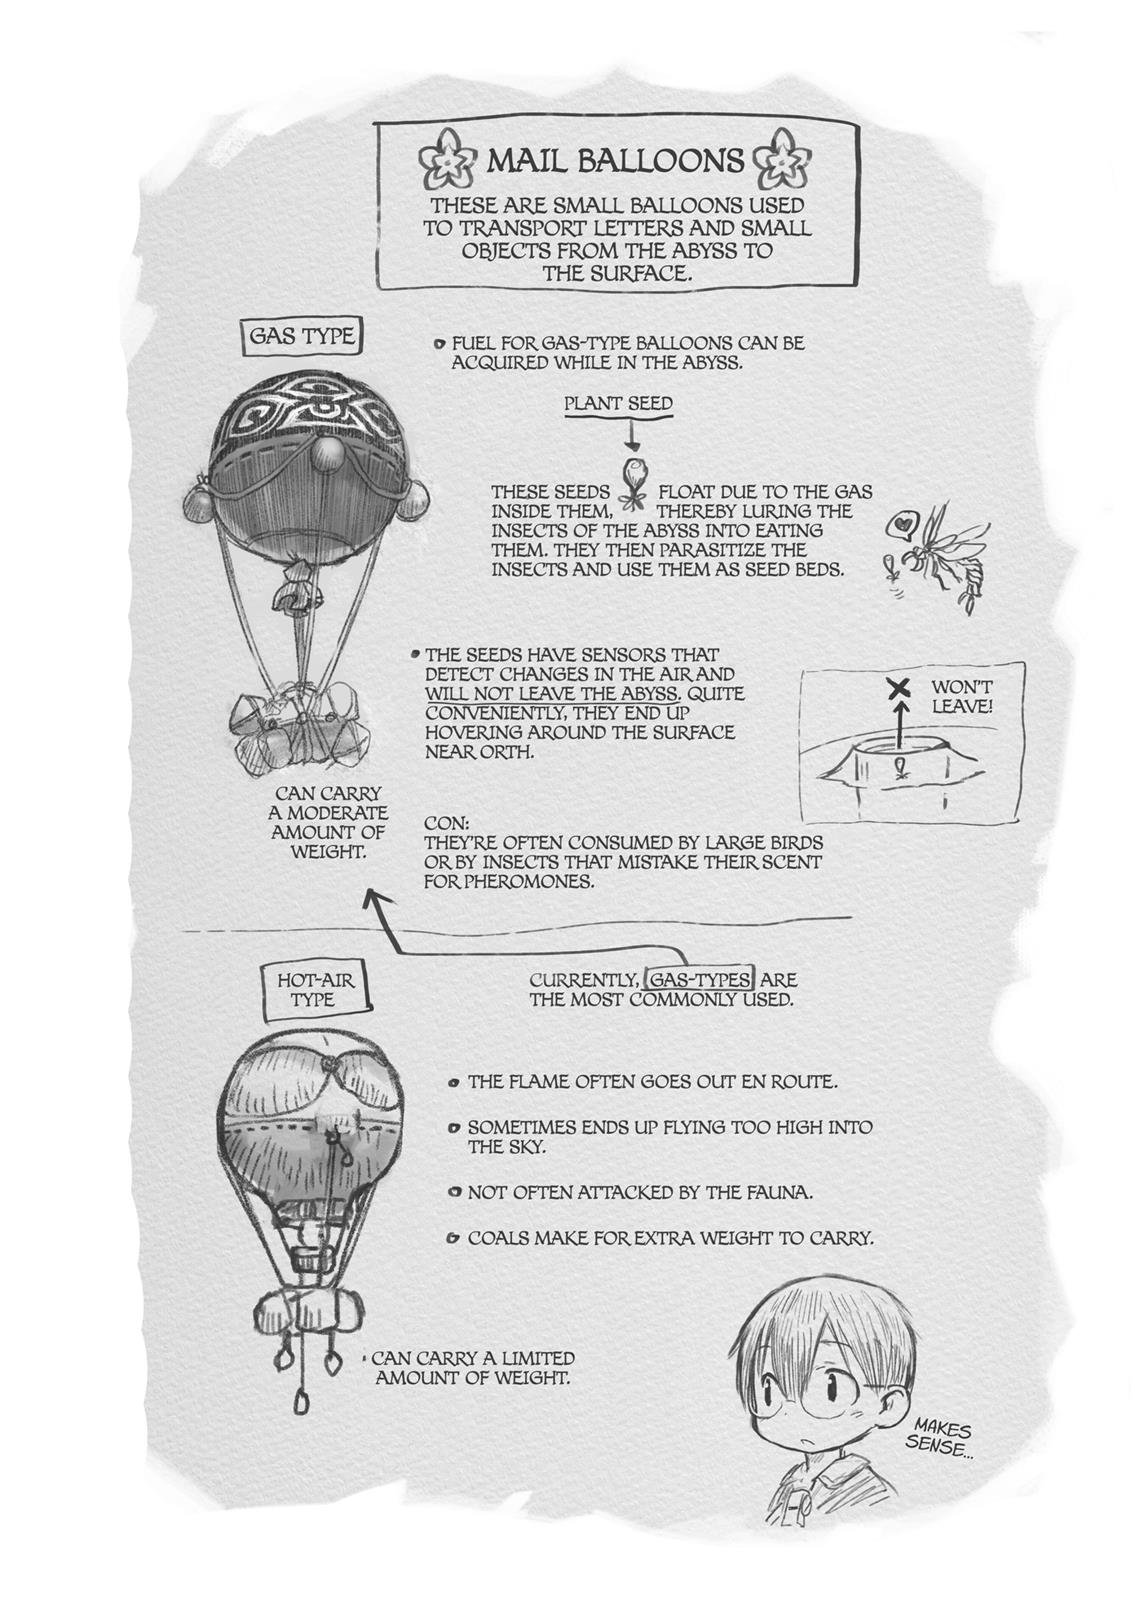 MAIL BALLOONS
THESE ARE SMALL BALLOONS USED
TO TRANSPORT LETTERS AND SMALL
OBJECTS FROM THE ABYSS TO
THE SURFACE.
GAS TYPE
• FUEL FOR GAS-TYPE BALLOONS CAN BE
ACQUIRED WHILE IN THE ABYSS.
PLANT SEED
THESE SEEDS FLOAT DUE TO THE GAS
INSIDE THEM, THEREBY LURING THE
INSECTS OF THE ABYSS INTO EATING
THEM. THEY THEN PARASITIZE THE
INSECTS AND USE THEM AS SEED BEDS.
• THE SEEDS HAVE SENSORS THAT
DETECT CHANGES IN THE AIR AND
WILL NOT LEAVE THE ABYSS. QUITE
CONVENIENTLY, THEY END UP
HOVERING AROUND THE SURFACE
NEAR ORTH.
WON'T
LEAVE!
CAN CARRY
A MODERATE
AMOUNT OF
WEIGHT.
CON:
THEY'RE OFTEN CONSUMED BY LARGE BIRDS
OR BY INSECTS THAT MISTAKE THEIR SCENT
FOR PHEROMONES.
HOT-AIR
TYPE
CURRENTLY, GAS-TYPES ARE
THE MOST COMMONLY USED.
• THE FLAME OFTEN GOES OUT EN ROUTE.
• SOMETIMES ENDS UP FLYING TOO HIGH INTO
THE SKY.
• NOT OFTEN ATTACKED BY THE FAUNA.
• COALS MAKE FOR EXTRA WEIGHT TO CARRY.
• CAN CARRY A LIMITED
AMOUNT OF WEIGHT.
MAKES
SENSE...